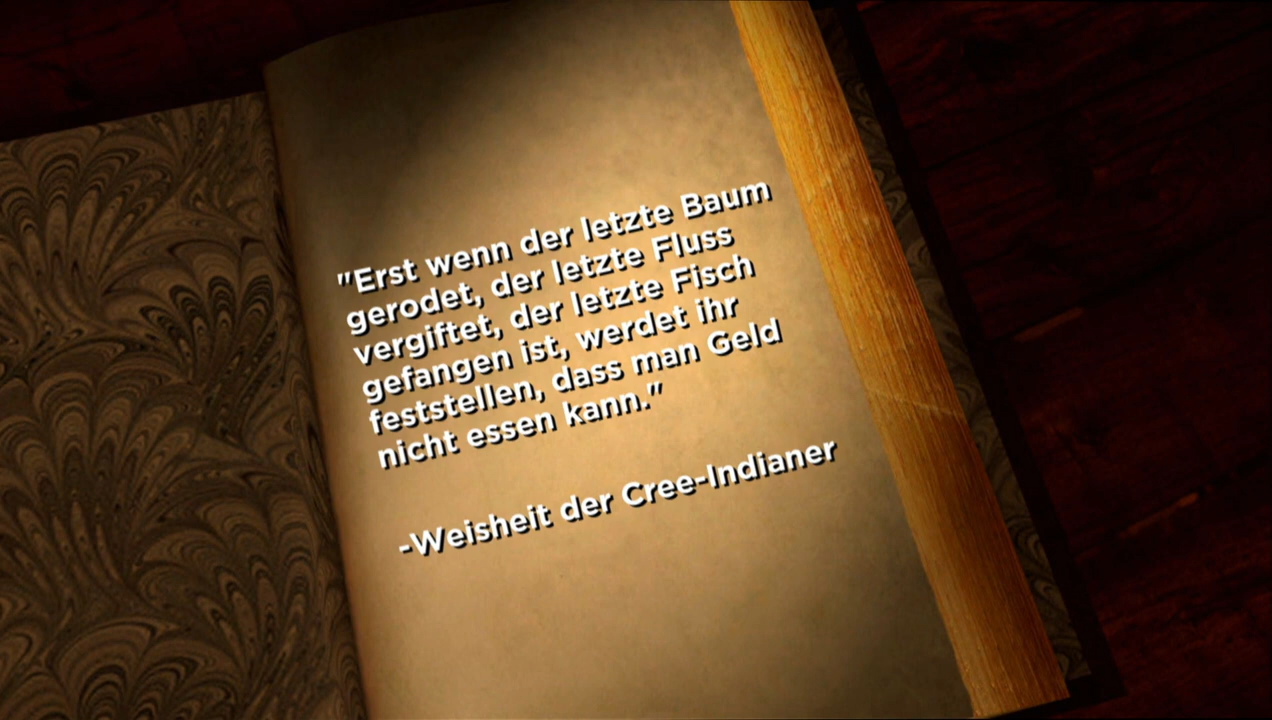 "Erst wenn der letzte Baum
gerodet, der letzte Fluss
vergiftet, der letzte Fisch
gefangen ist, werdet ihr
feststellen, dass man Geld
nicht essen kann."
-Weisheit der Cree-Indianer